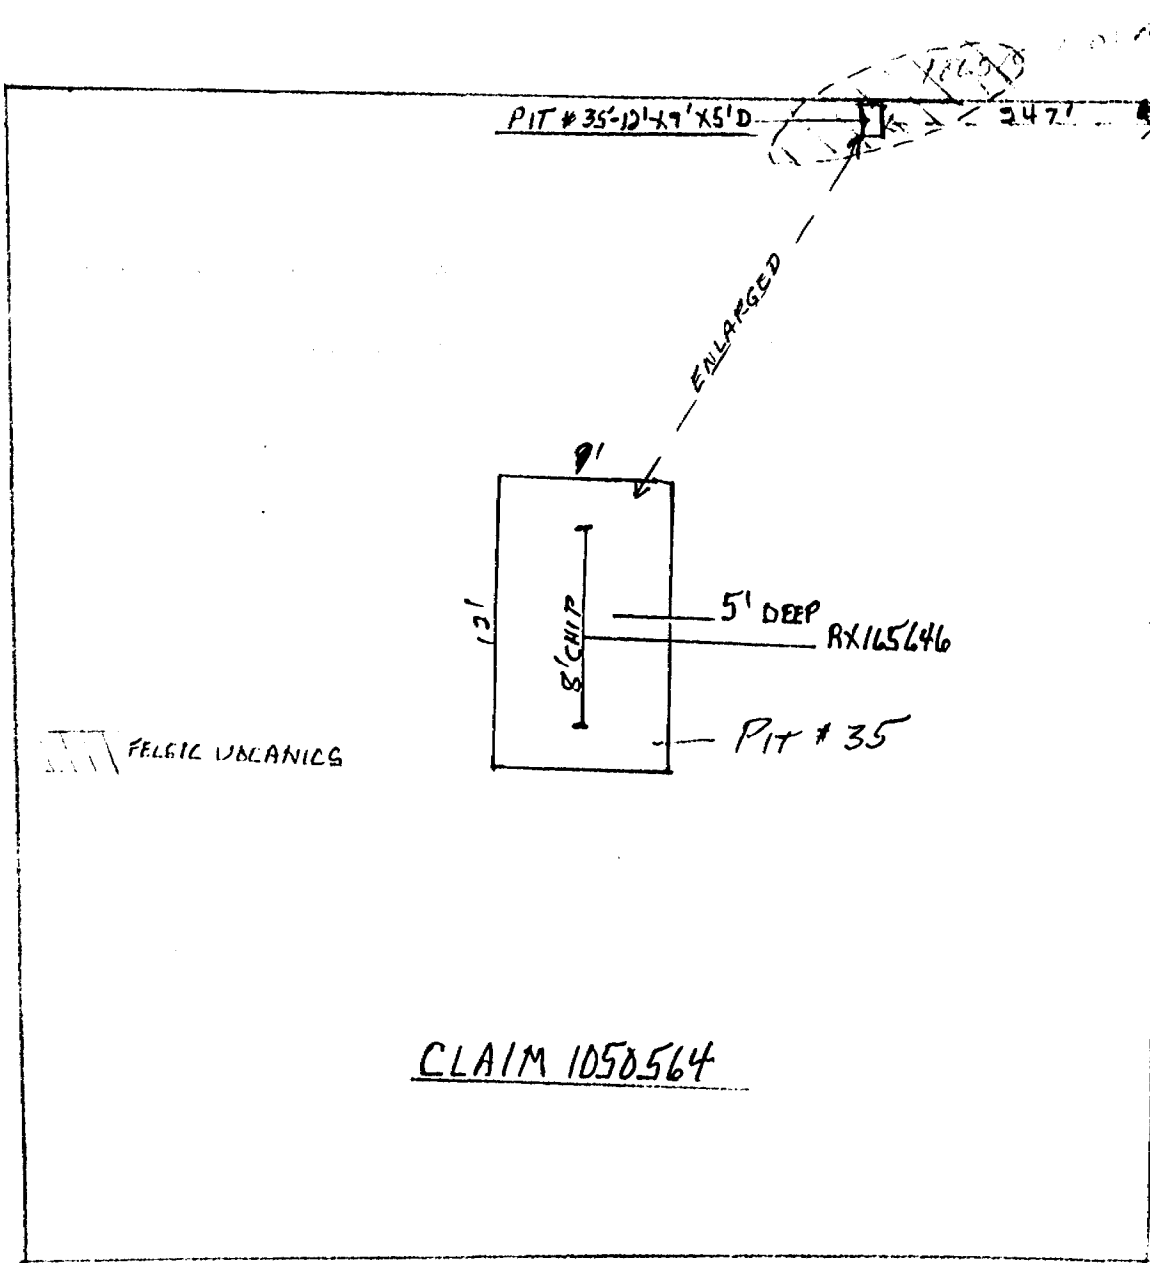 PIT # 35-12'X9'X5'D
247'
ENLARGED
9'
12'
8' CHIP
5' DEEP
RX165646
PIT # 35
FELSIC VOLCANICS
CLAIM 1050564